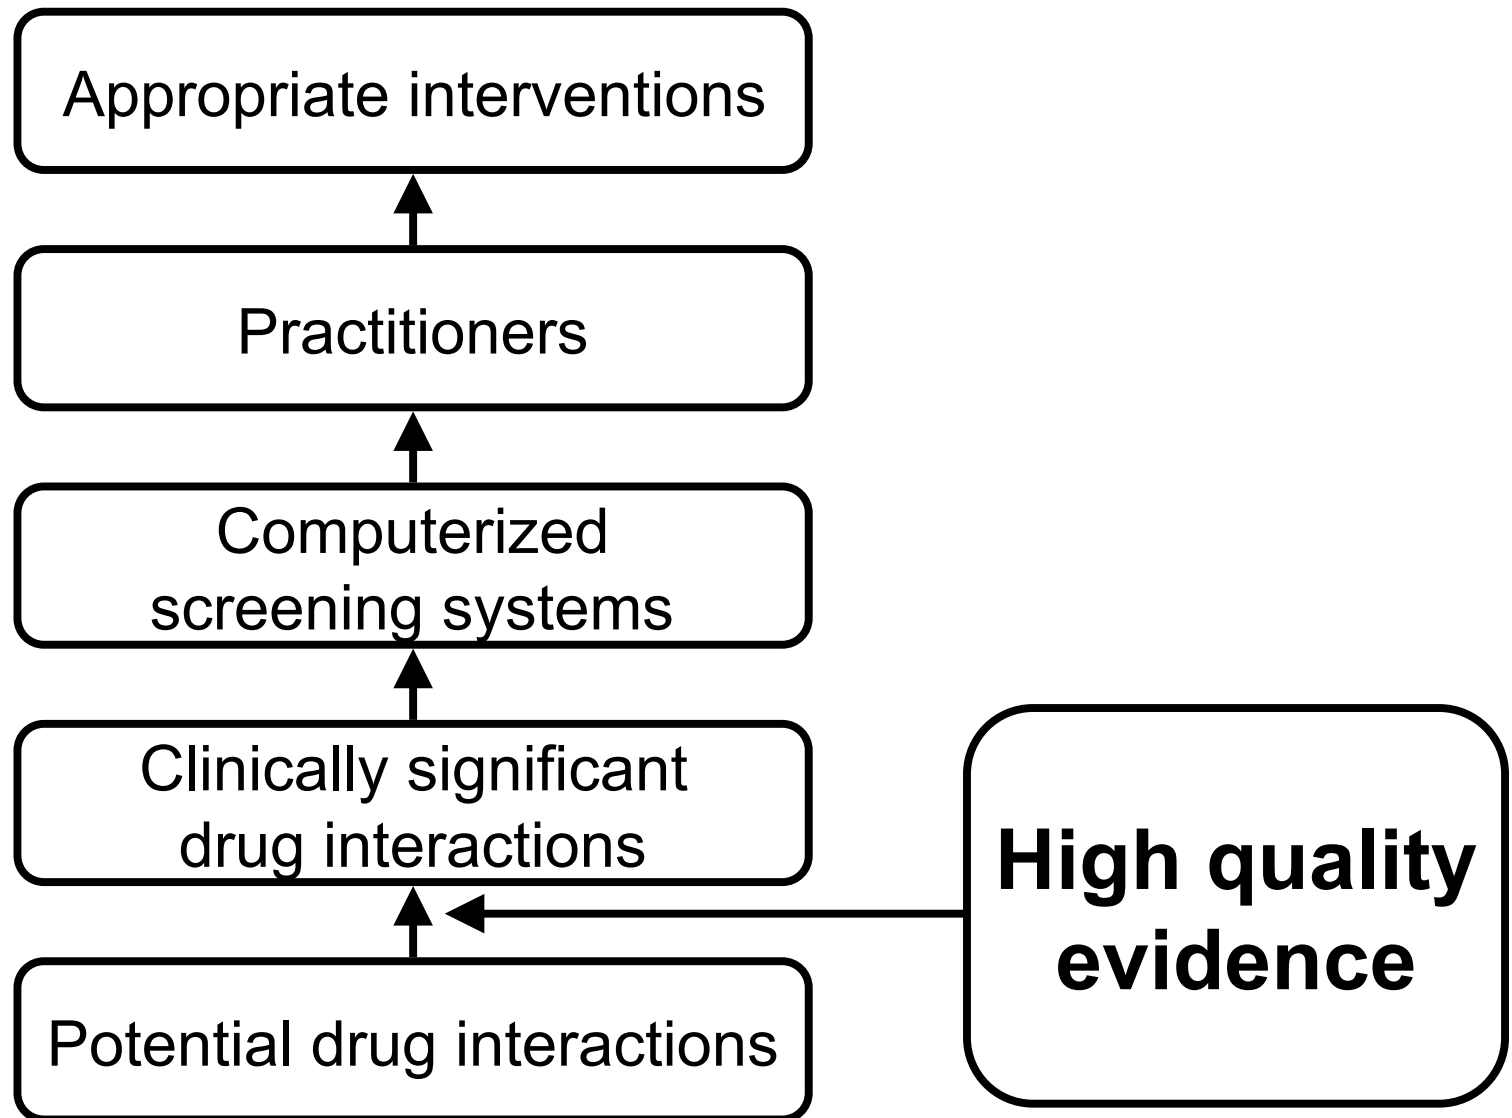 Appropriate interventions
Practitioners
Computerized
screening systems
Clinically significant
drug interactions
High quality
evidence
Potential drug interactions